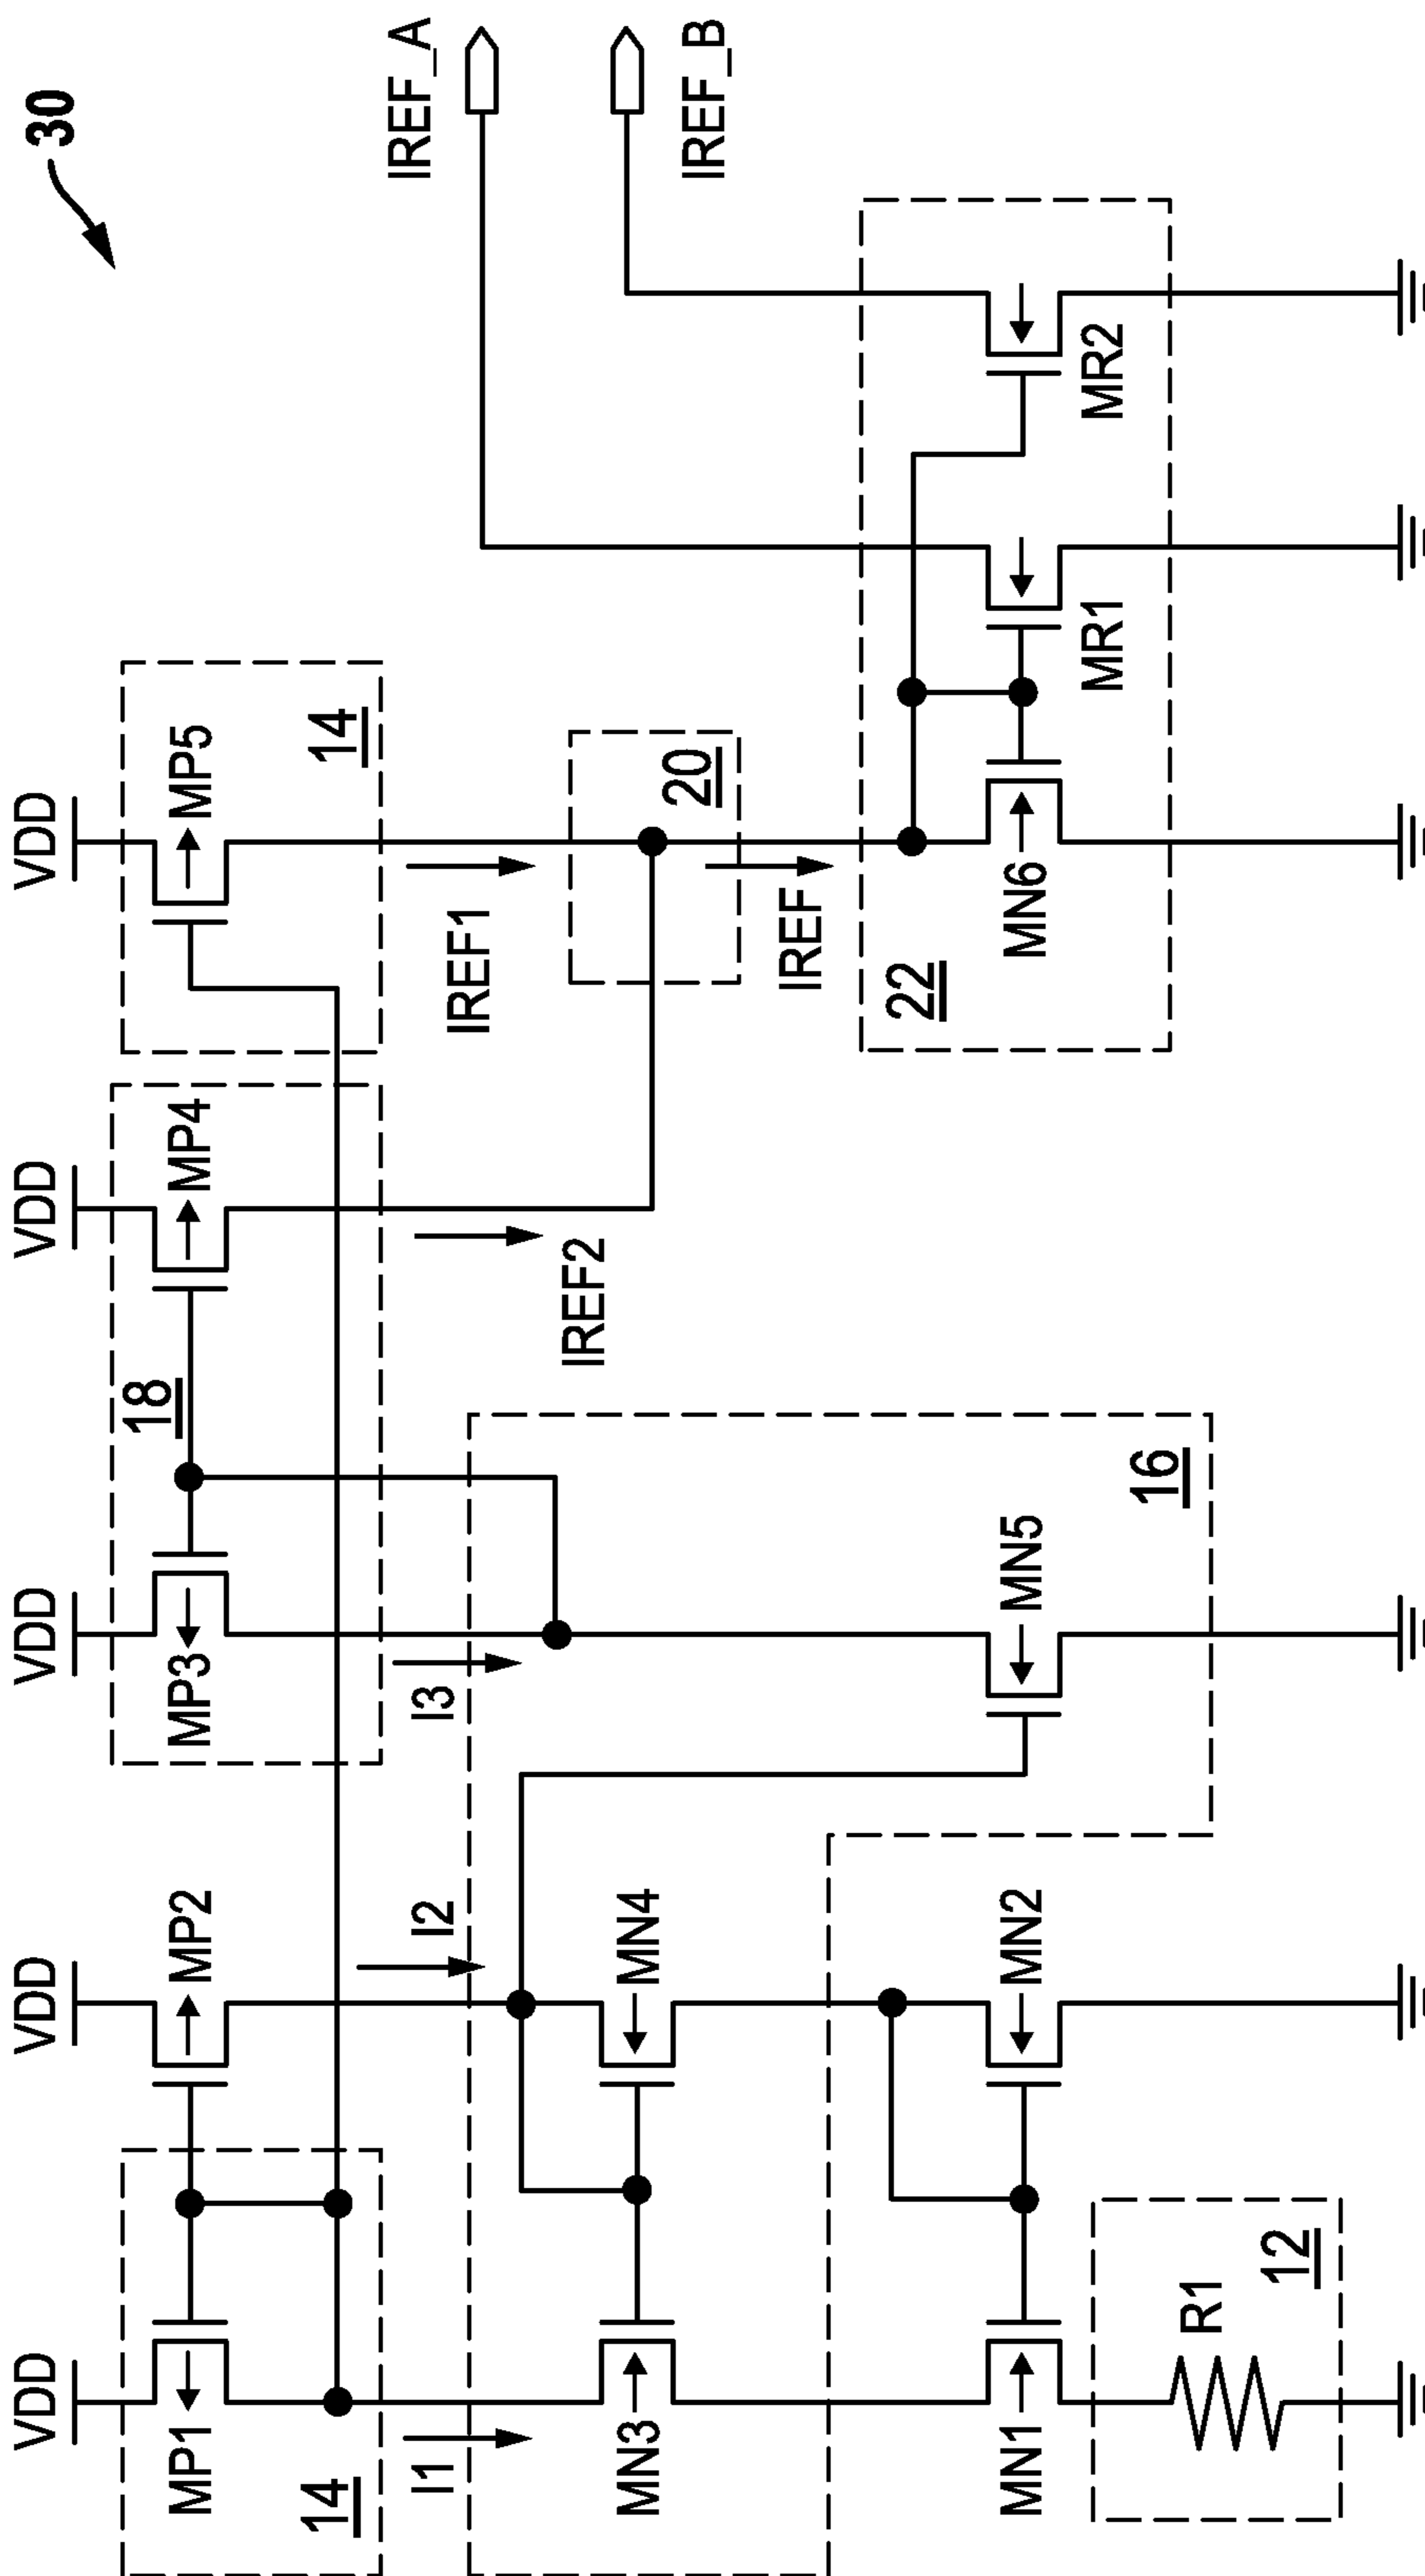 30
VDD
VDD
VDD
VDD
VDD
MP1
MP2
MP3
MP4
MP5
18
14
14
I1
I2
I3
IREF2
IREF1
20
IREF
IREF_A
IREF_B
MN3
MN4
22
MN1
MN2
MN5
MN6
MR1
MR2
16
R1
12